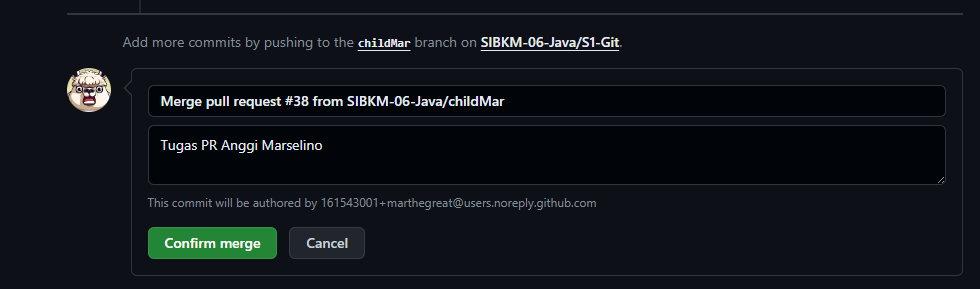 Add more commits by pushing to the childMar branch on SIBKM-06-Java/S1-Git.
Merge pull request #38 from SIBKM-06-Java/childMar
Tugas PR Anggi Marselino
This commit will be authored by 161543001+marthegreat@users.noreply.github.com
Confirm merge
Cancel